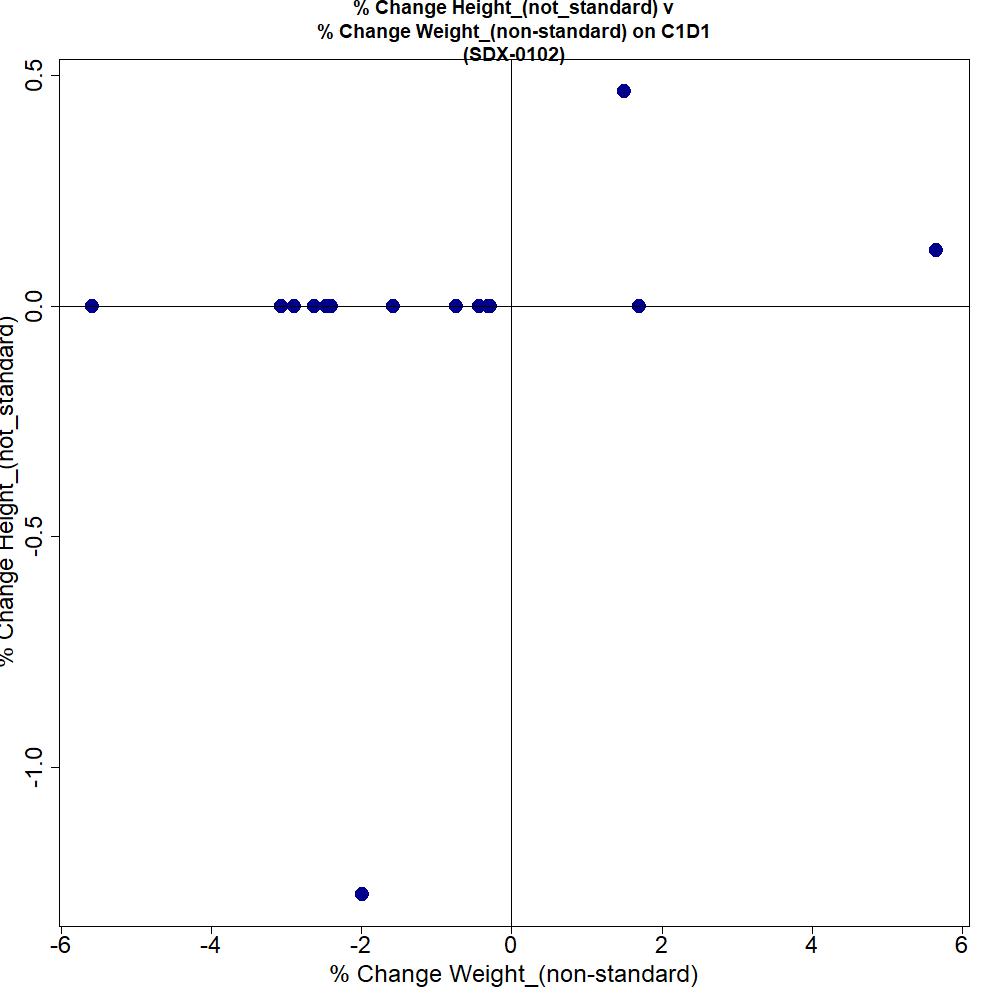 % Change Height_(not_standard) v
% Change Weight_(non-standard) on C1D1
(SDX-0102)
% Change Height_(not_standard)
0.5
0.0
-0.5
-1.0
-6 -4 -2 0 2 4 6
% Change Weight_(non-standard)